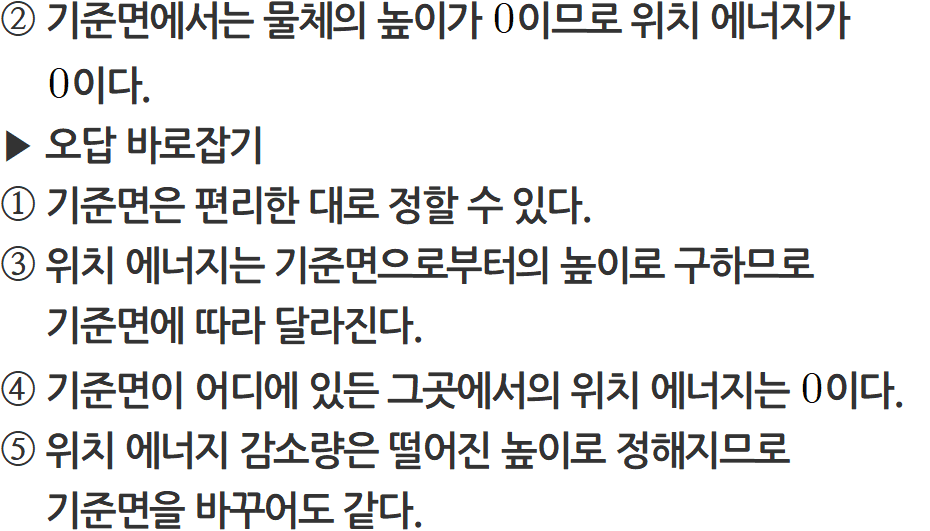 ② 기준면에서는 물체의 높이가 0이므로 위치 에너지가
0이다.
▶ 오답 바로잡기
① 기준면은 편리한 대로 정할 수 있다.
③ 위치 에너지는 기준면으로부터의 높이로 구하므로
기준면에 따라 달라진다.
④ 기준면이 어디에 있든 그곳에서의 위치 에너지는 0이다.
⑤ 위치 에너지 감소량은 떨어진 높이로 정해지므로
기준면을 바꾸어도 같다.